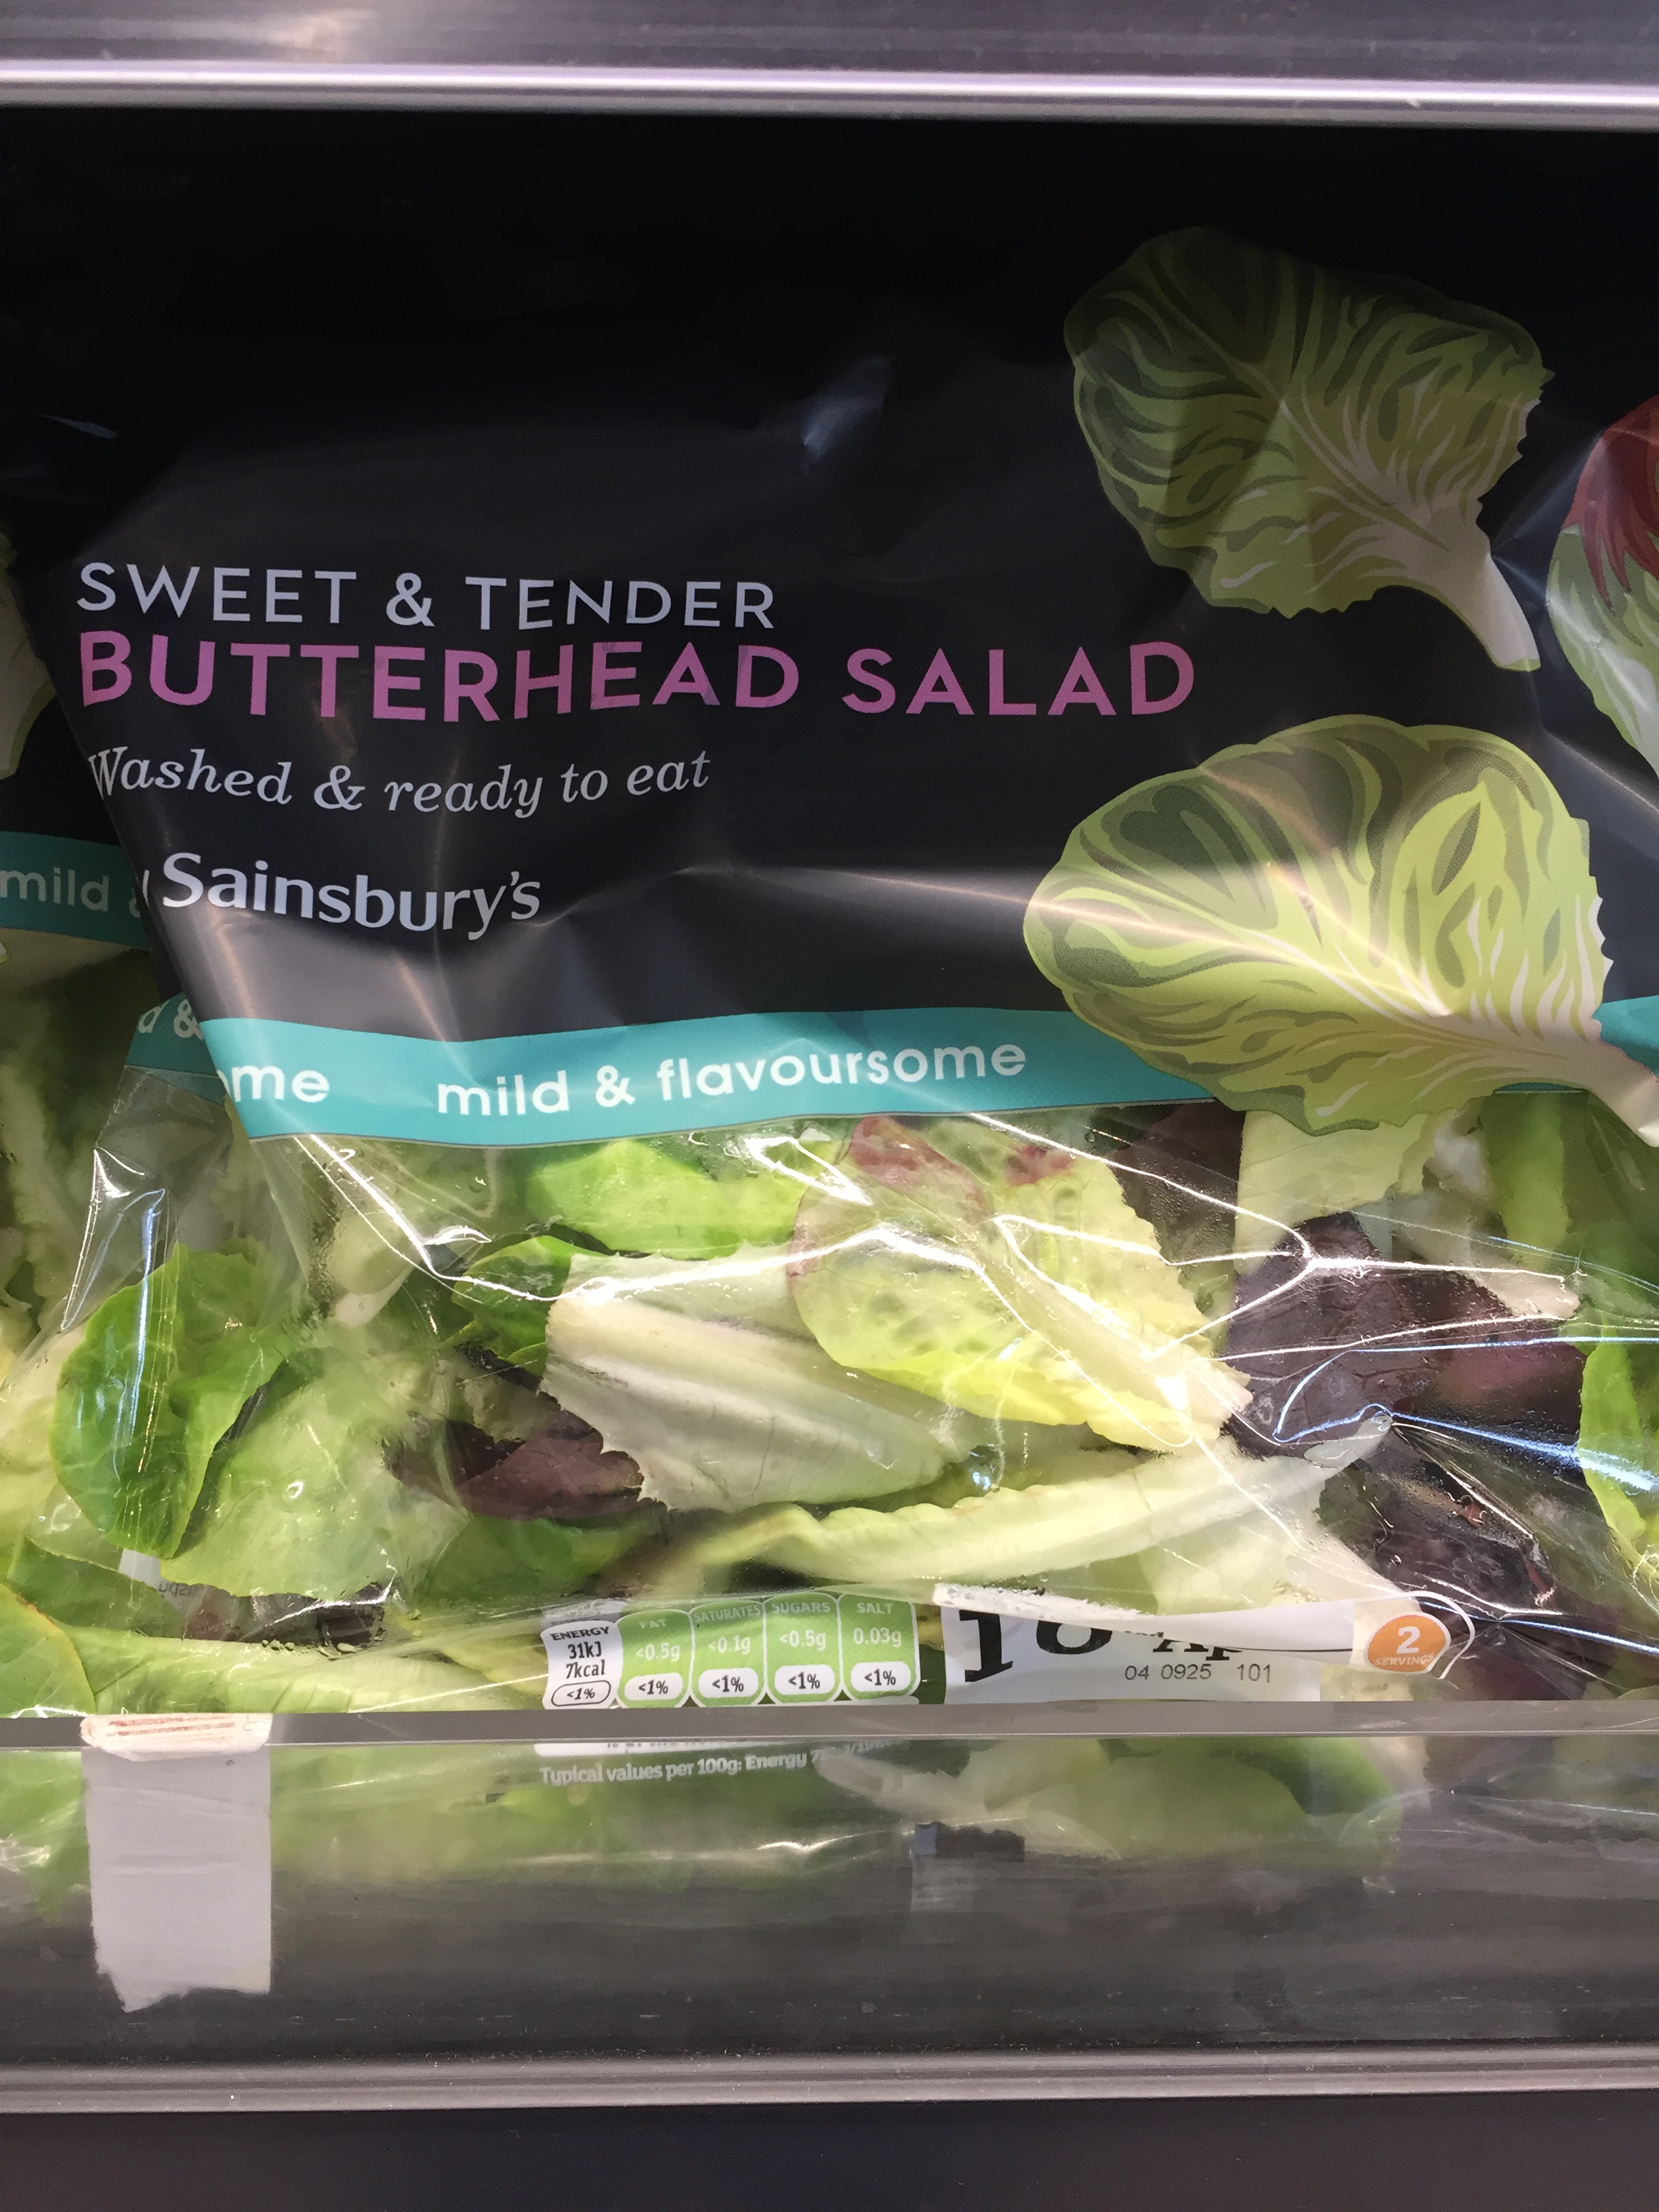 SWEET & TENDER
BUTTERHEAD SALAD
Washed & ready to eat
Sainsbury's
mild
&
me
mild & flavoursome
ENERGY
31kJ
7kcal
<1%
FAT
<0.5g
<1%
SATURATES
<0.1g
<1%
SUGARS
<0.5g
<1%
SALT
0.03g
<1%
04 0925 101
2
SERVINGS
Typical values per 100g: Energy